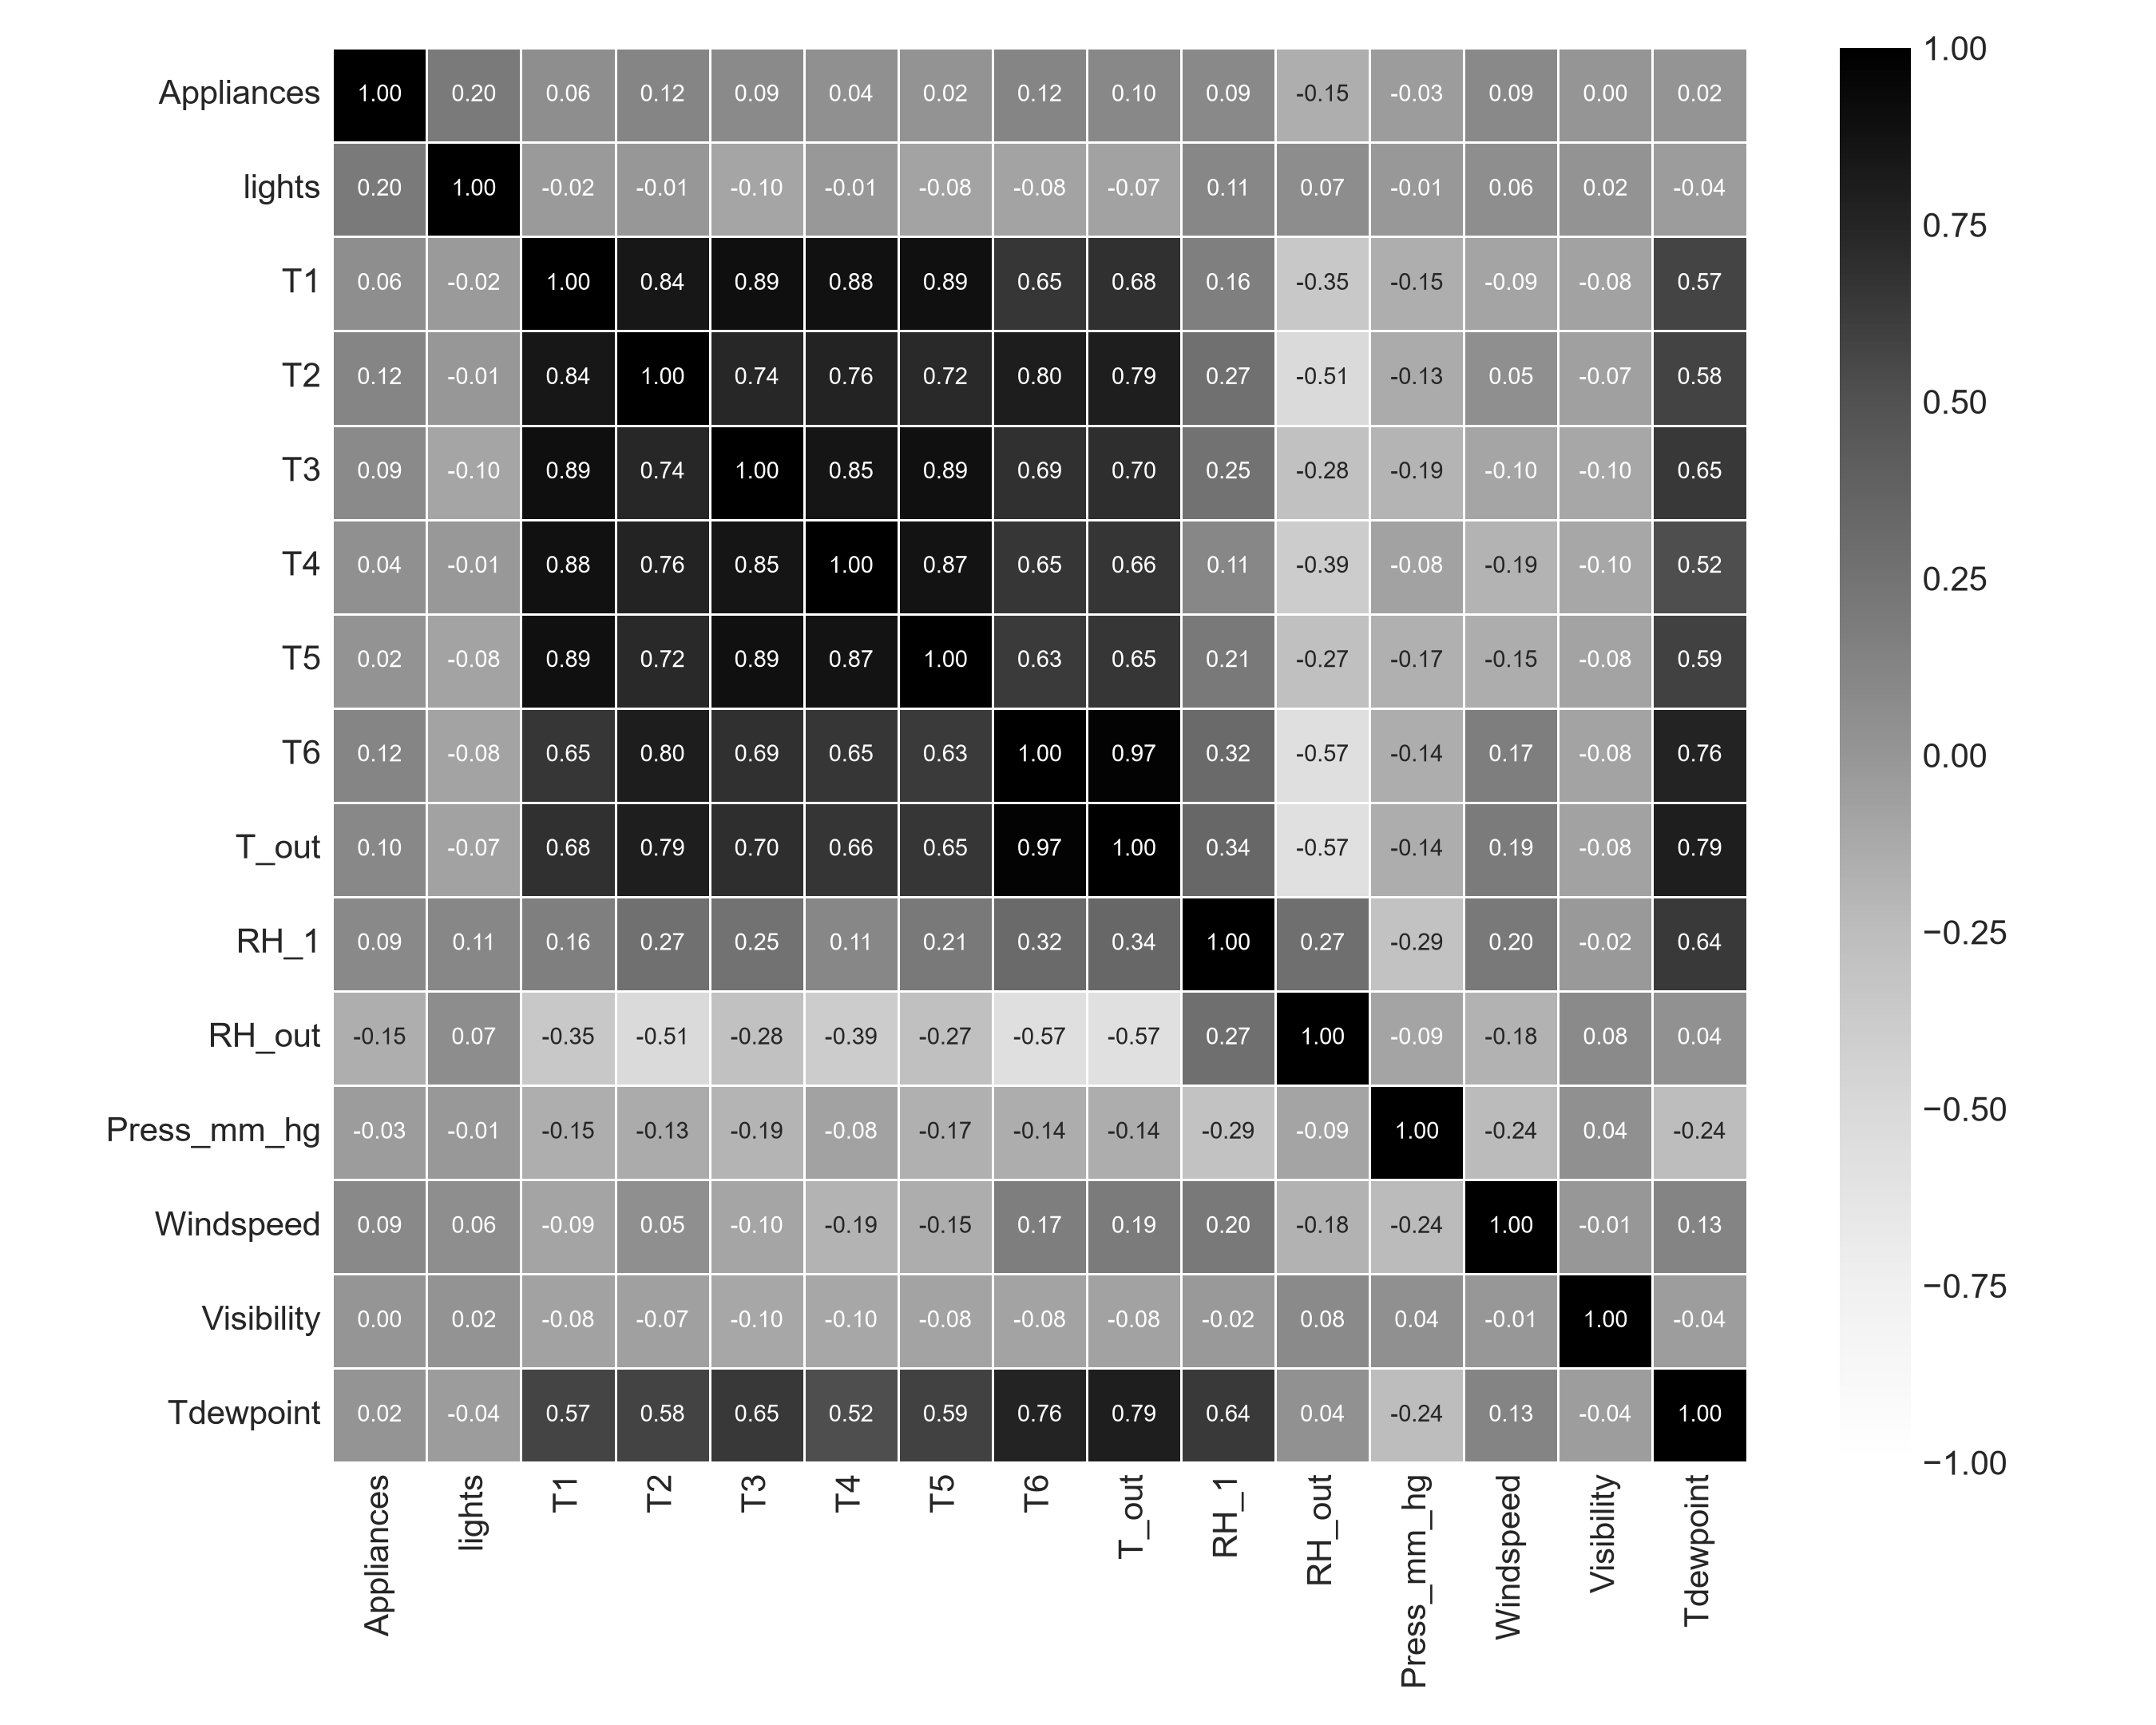 Appliances 1.00 0.20 0.06 0.12 0.09 0.04 0.02 0.12 0.10 0.09 -0.15 -0.03 0.09 0.00 0.02
lights 0.20 1.00 -0.02 -0.01 -0.10 -0.01 -0.08 -0.08 -0.07 0.11 0.07 -0.01 0.06 0.02 -0.04
T1 0.06 -0.02 1.00 0.84 0.89 0.88 0.89 0.65 0.68 0.16 -0.35 -0.15 -0.09 -0.08 0.57
T2 0.12 -0.01 0.84 1.00 0.74 0.76 0.72 0.80 0.79 0.27 -0.51 -0.13 0.05 -0.07 0.58
T3 0.09 -0.10 0.89 0.74 1.00 0.85 0.89 0.69 0.70 0.25 -0.28 -0.19 -0.10 -0.10 0.65
T4 0.04 -0.01 0.88 0.76 0.85 1.00 0.87 0.65 0.66 0.11 -0.39 -0.08 -0.19 -0.10 0.52
T5 0.02 -0.08 0.89 0.72 0.89 0.87 1.00 0.63 0.65 0.21 -0.27 -0.17 -0.15 -0.08 0.59
T6 0.12 -0.08 0.65 0.80 0.69 0.65 0.63 1.00 0.97 0.32 -0.57 -0.14 0.17 -0.08 0.76
T_out 0.10 -0.07 0.68 0.79 0.70 0.66 0.65 0.97 1.00 0.34 -0.57 -0.14 0.19 -0.08 0.79
RH_1 0.09 0.11 0.16 0.27 0.25 0.11 0.21 0.32 0.34 1.00 0.27 -0.29 0.20 -0.02 0.64
RH_out -0.15 0.07 -0.35 -0.51 -0.28 -0.39 -0.27 -0.57 -0.57 0.27 1.00 -0.09 -0.18 0.08 0.04
Press_mm_hg -0.03 -0.01 -0.15 -0.13 -0.19 -0.08 -0.17 -0.14 -0.14 -0.29 -0.09 1.00 -0.24 0.04 -0.24
Windspeed 0.09 0.06 -0.09 0.05 -0.10 -0.19 -0.15 0.17 0.19 0.20 -0.18 -0.24 1.00 -0.01 0.13
Visibility 0.00 0.02 -0.08 -0.07 -0.10 -0.10 -0.08 -0.08 -0.08 -0.02 0.08 0.04 -0.01 1.00 -0.04
Tdewpoint 0.02 -0.04 0.57 0.58 0.65 0.52 0.59 0.76 0.79 0.64 0.04 -0.24 0.13 -0.04 1.00
Appliances lights T1 T2 T3 T4 T5 T6 T_out RH_1 RH_out Press_mm_hg Windspeed Visibility Tdewpoint
1.00
0.75
0.50
0.25
0.00
−0.25
−0.50
−0.75
−1.00